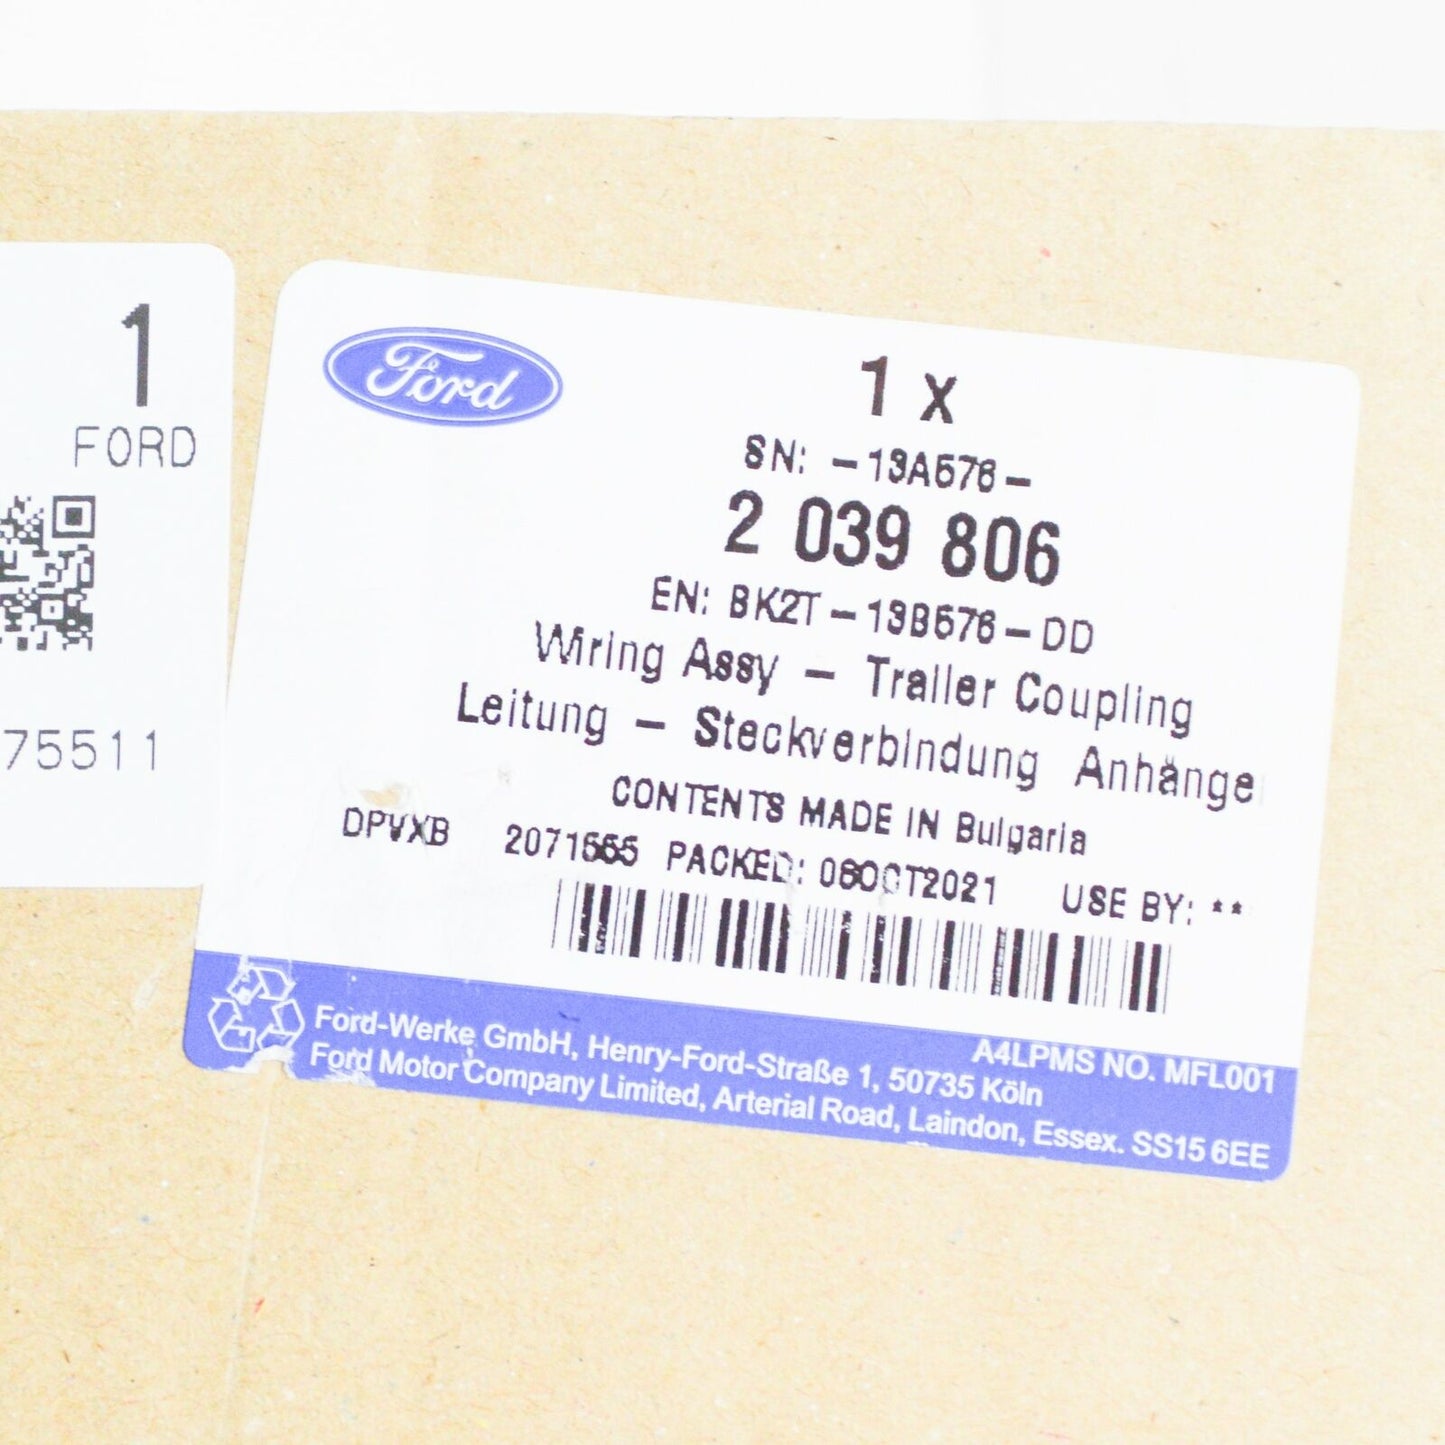 1
FORD
75511
Ford
1 x
SN: -13A576-
2 039 806
EN: BK2T-13B576-DD
Wiring Assy - Trailer Coupling
Leitung - Steckverbindung Anhänge
CONTENTS MADE IN Bulgaria
DPVXB PACKED: 06OCT2021 USE BY: **
A4LPMS NO. MFL001
Ford-Werke GmbH, Henry-Ford-Straße 1, 50735 Köln
Ford Motor Company Limited, Arterial Road, Laindon, Essex. SS15 6EE